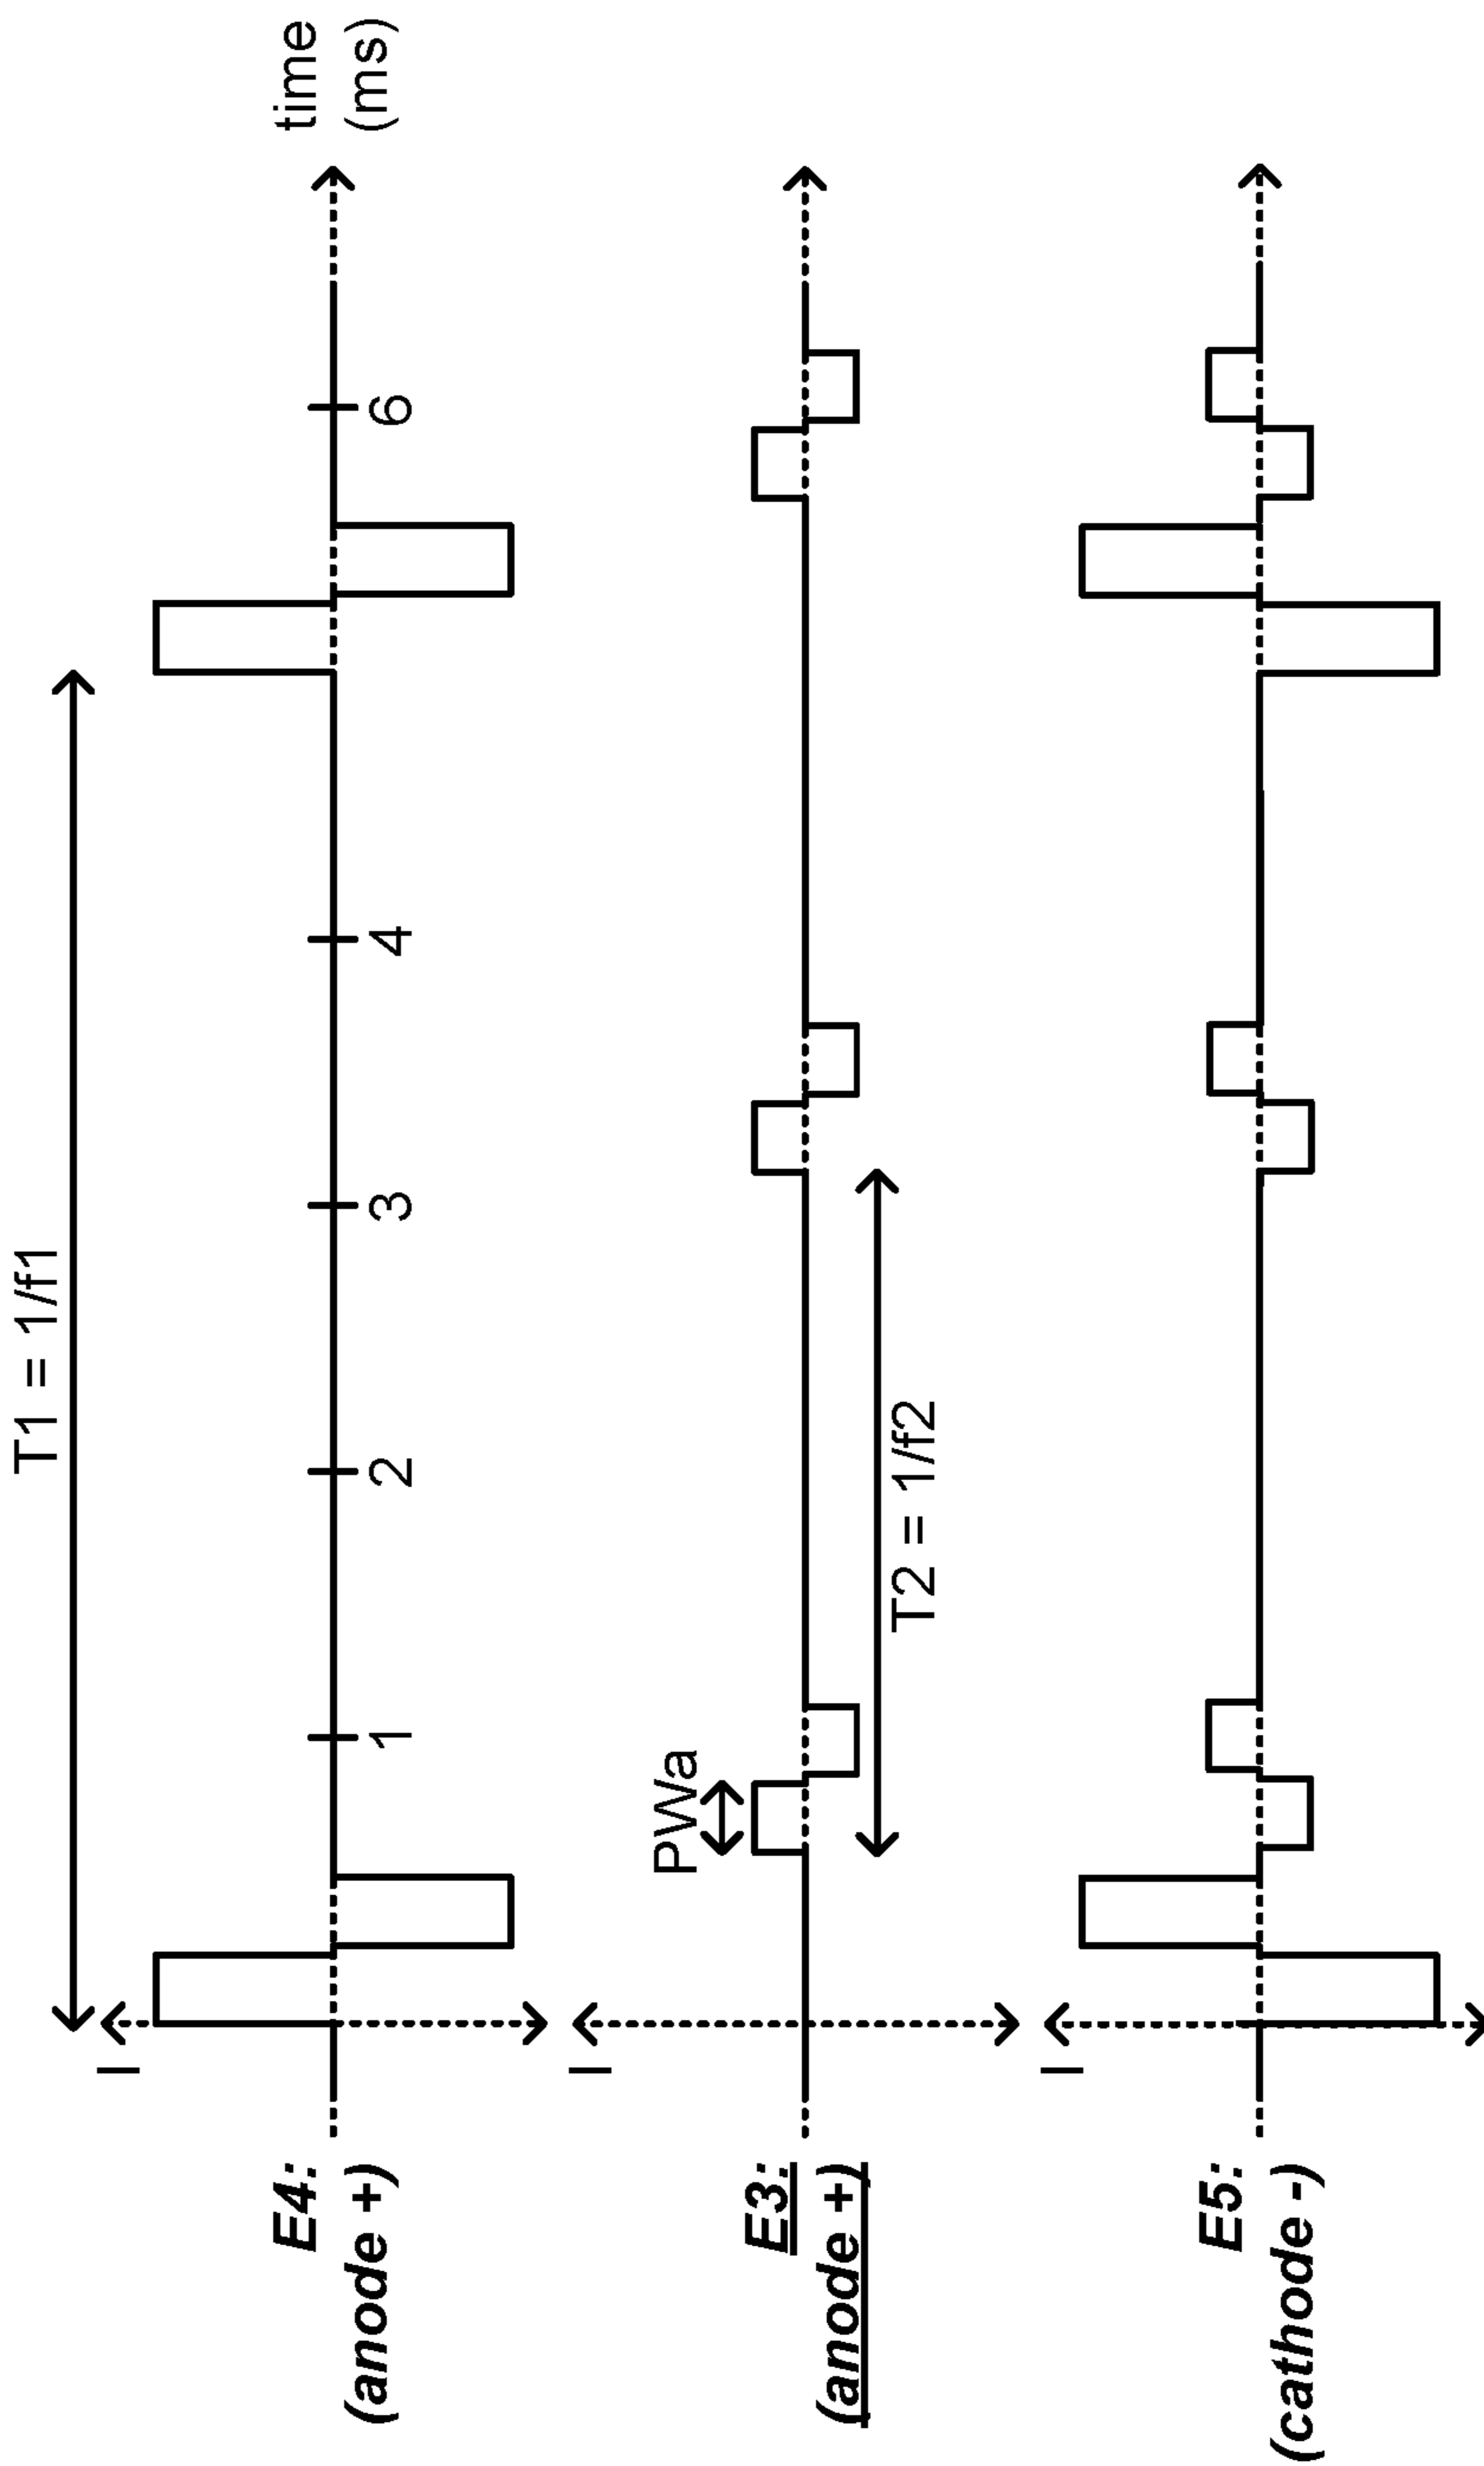 T1 = 1/f1
I
E4:
(anode +)
1
2
3
4
6
time
(ms)
I
E3:
(anode +)
PWa
T2 = 1/f2
I
E5:
(cathode -)